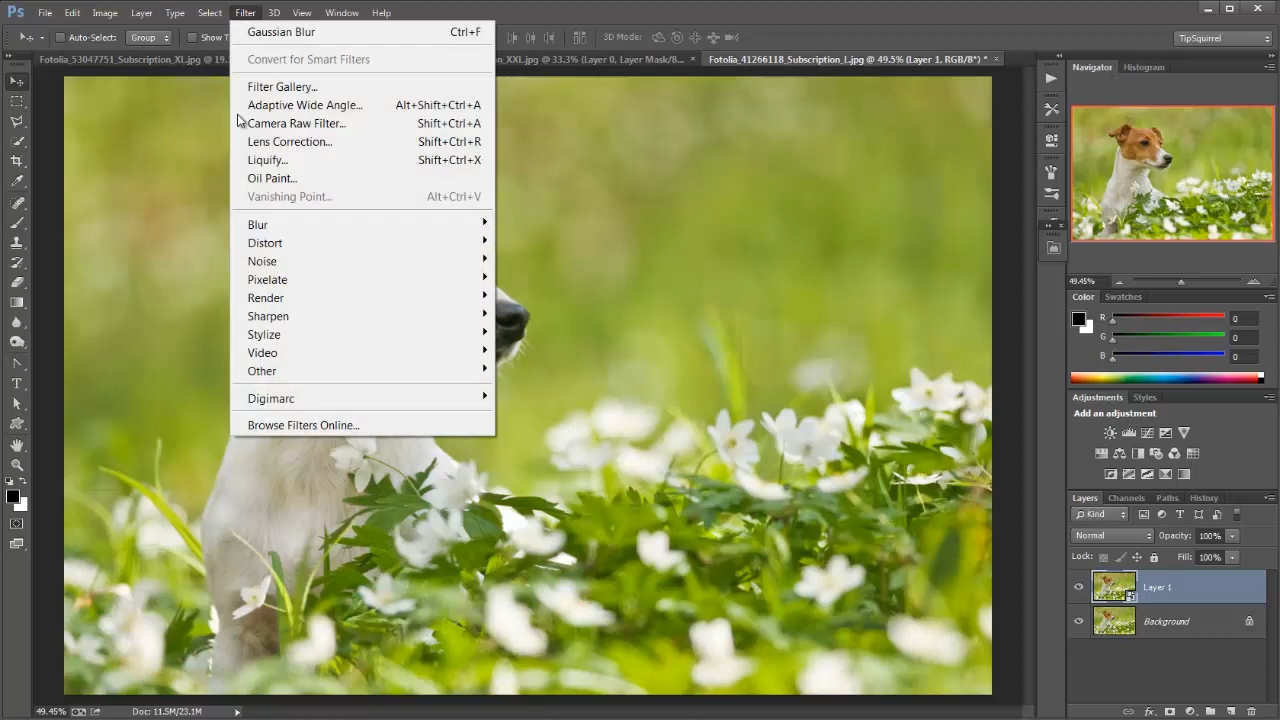 Ps File Edit Image Layer Type Select Filter 3D View Window Help
Auto-Select: Group Show T 3D Mode: TipSquirrel
Fotolia_53047751_Subscription_XL.jpg @ 19. _XXL.jpg @ 33.3% (Layer 0, Layer Mask/8... × Fotolia_41266118_Subscription_L.jpg @ 49.5% (Layer 1, RGB/8*) * ×
Gaussian Blur Ctrl+F
Convert for Smart Filters
Filter Gallery...
Adaptive Wide Angle... Alt+Shift+Ctrl+A
Camera Raw Filter... Shift+Ctrl+A
Lens Correction... Shift+Ctrl+R
Liquify... Shift+Ctrl+X
Oil Paint...
Vanishing Point... Alt+Ctrl+V
Blur
Distort
Noise
Pixelate
Render
Sharpen
Stylize
Video
Other
Digimarc
Browse Filters Online...
Navigator Histogram
49.45%
Color Swatches
R 0
G 0
B 0
Adjustments Styles
Add an adjustment
Layers Channels Paths History
Kind
Normal Opacity: 100%
Lock: Fill: 100%
Layer 1
Background
49.45% Doc: 11.5M/23.1M